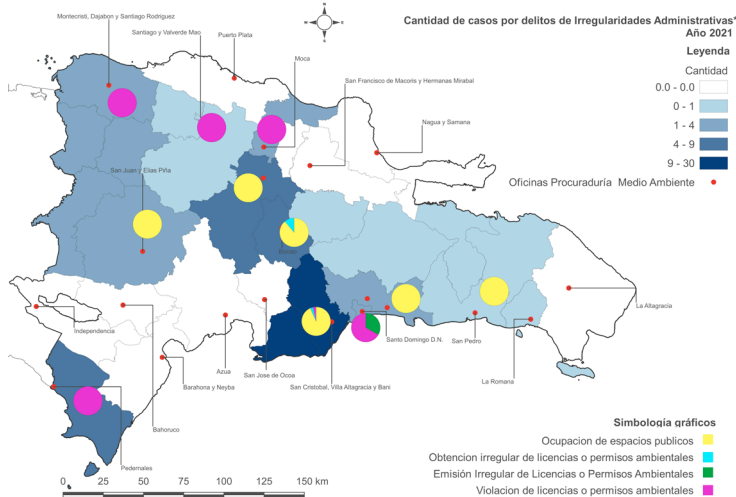 Cantidad de casos por delitos de Irregularidades Administrativas*
Año 2021
Leyenda
Cantidad
0.0 - 0.0
0 - 1
1 - 4
4 - 9
9 - 30
Oficinas Procuraduría Medio Ambiente
Montecristi, Dajabon y Santiago Rodriguez
Santiago y Valverde Mao
Puerto Plata
Moca
San Francisco de Macoris y Hermanas Mirabal
Nagua y Samana
San Juan y Elias Piña
La Altagracia
Independencia
Santo Domingo D.N.
San Pedro
Azua
San Jose de Ocoa
La Romana
Barahona y Neyba
San Cristobal, Villa Altagracia y Bani
Bahoruco
Pedernales
Simbología gráficos
Ocupacion de espacios publicos
Obtencion irregular de licencias o permisos ambientales
Emisión Irregular de Licencias o Permisos Ambientales
Violacion de licencias o permisos ambientales
0 25 50 75 100 150 km